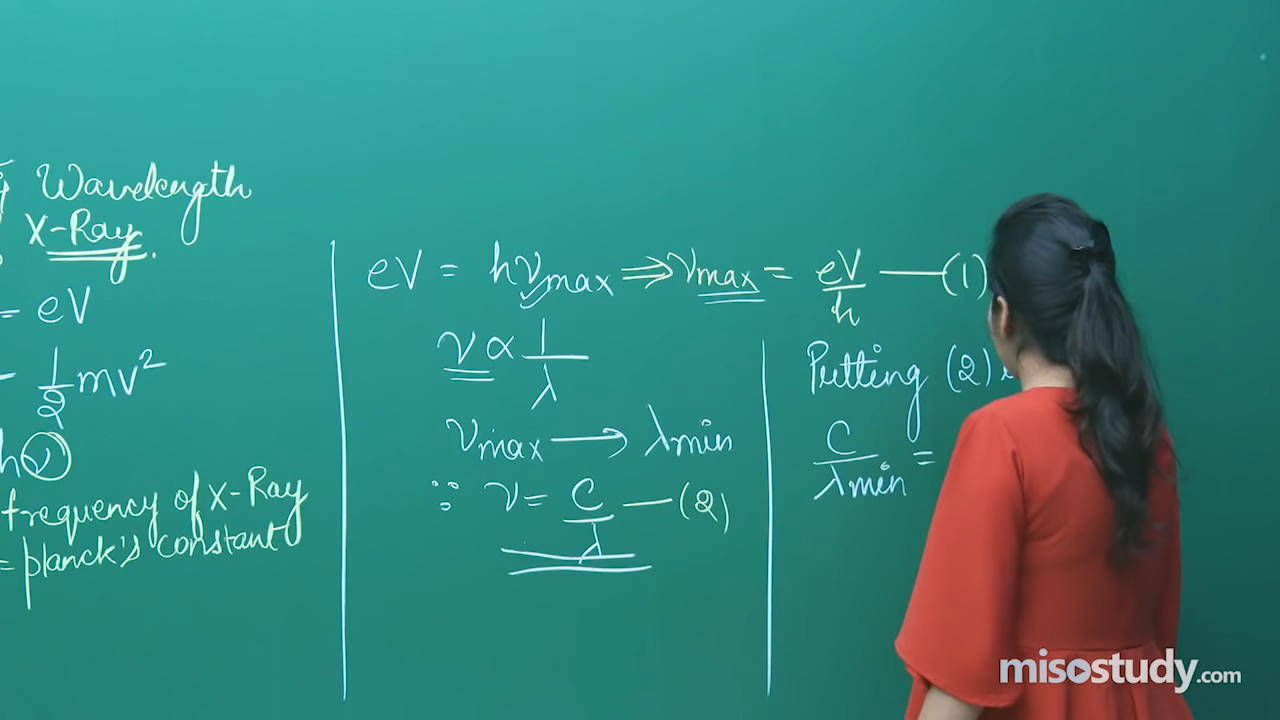 Wavelength
X-Ray.
= eV
= 1/2 mv²
hν
frequency of X-Ray
= planck's constant
eV = hνmax ⇒ νmax = eV/h — (1)
ν ∝ 1/λ
νmax → λmin
∵ ν = c/λ — (2)
Putting (2)
C/λmin =
misostudy.com